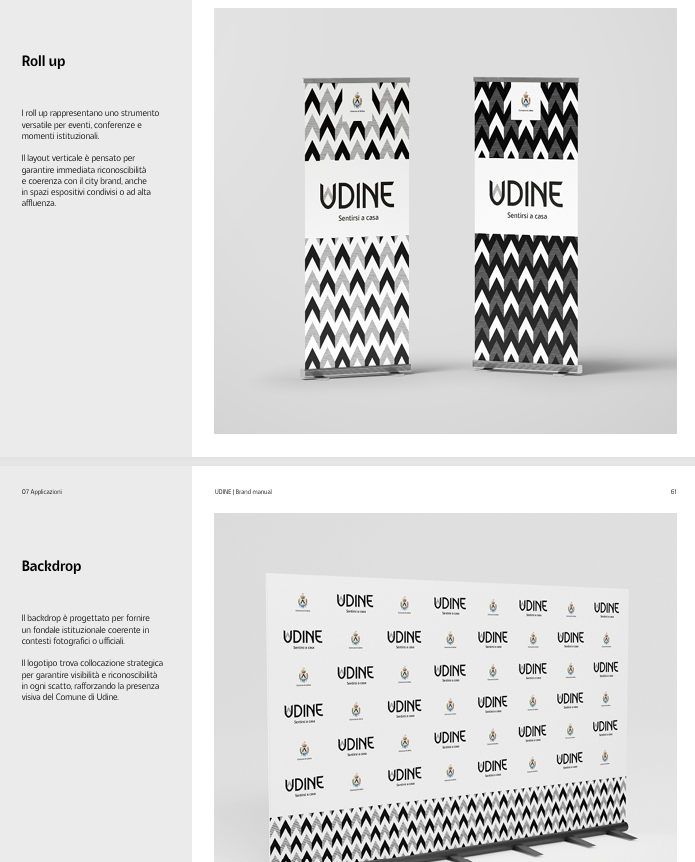 Roll up
I roll up rappresentano uno strumento
versatile per eventi, conferenze e
momenti istituzionali.
Il layout verticale è pensato per
garantire immediata riconoscibilità
e coerenza con il city brand, anche
in spazi espositivi condivisi o ad alta
affluenza.
UDINE
Sentirsi a casa
UDINE
Sentirsi a casa
07 Applicazioni
UDINE | Brand manual
61
Backdrop
Il backdrop è progettato per fornire
un fondale istituzionale coerente in
contesti fotografici o ufficiali.
Il logotipo trova collocazione strategica
per garantire visibilità e riconoscibilità
in ogni scatto, rafforzando la presenza
visiva del Comune di Udine.
UDINE UDINE UDINE UDINE
Sentirsi a casa Sentirsi a casa Sentirsi a casa Sentirsi a casa
UDINE UDINE UDINE UDINE
Sentirsi a casa Sentirsi a casa Sentirsi a casa Sentirsi a casa
UDINE UDINE UDINE UDINE
Sentirsi a casa Sentirsi a casa Sentirsi a casa Sentirsi a casa
UDINE UDINE UDINE UDINE
Sentirsi a casa Sentirsi a casa Sentirsi a casa Sentirsi a casa
UDINE UDINE UDINE UDINE
Sentirsi a casa Sentirsi a casa Sentirsi a casa Sentirsi a casa
UDINE UDINE UDINE UDINE
Sentirsi a casa Sentirsi a casa Sentirsi a casa Sentirsi a casa